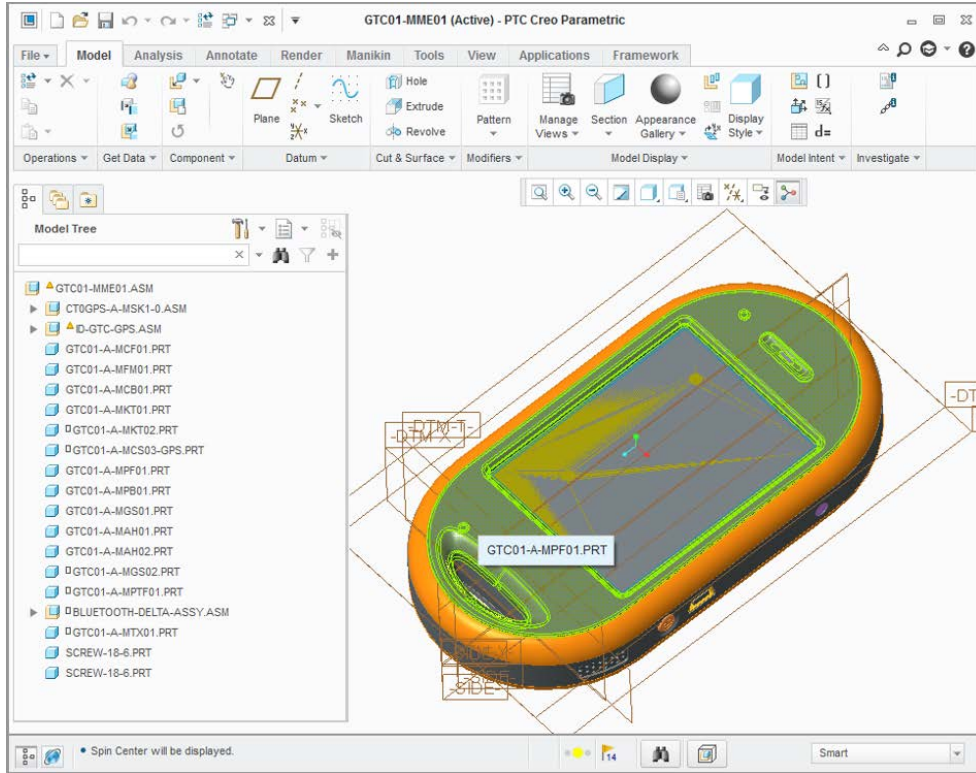 GTC01-MME01 (Active) - PTC Creo Parametric
File Model Analysis Annotate Render Manikin Tools View Applications Framework
Hole
Extrude
Revolve
Plane
Sketch
Pattern
Manage Views
Section
Appearance Gallery
Display Style
d=
Operations Get Data Component Datum Cut & Surface Modifiers Model Display Model Intent Investigate
Model Tree
GTC01-MME01.ASM
CT0GPS-A-MSK1-0.ASM
ID-GTC-GPS.ASM
GTC01-A-MCF01.PRT
GTC01-A-MFM01.PRT
GTC01-A-MCB01.PRT
GTC01-A-MKT01.PRT
GTC01-A-MKT02.PRT
GTC01-A-MCS03-GPS.PRT
GTC01-A-MPF01.PRT
GTC01-A-MPB01.PRT
GTC01-A-MGS01.PRT
GTC01-A-MAH01.PRT
GTC01-A-MAH02.PRT
GTC01-A-MGS02.PRT
GTC01-A-MPTF01.PRT
BLUETOOTH-DELTA-ASSY.ASM
GTC01-A-MTX01.PRT
SCREW-18-6.PRT
SCREW-18-6.PRT
-DTM-T-
-DTM-X-
-DT
GTC01-A-MPF01.PRT
-SIDE-
• Spin Center will be displayed.
14
Smart